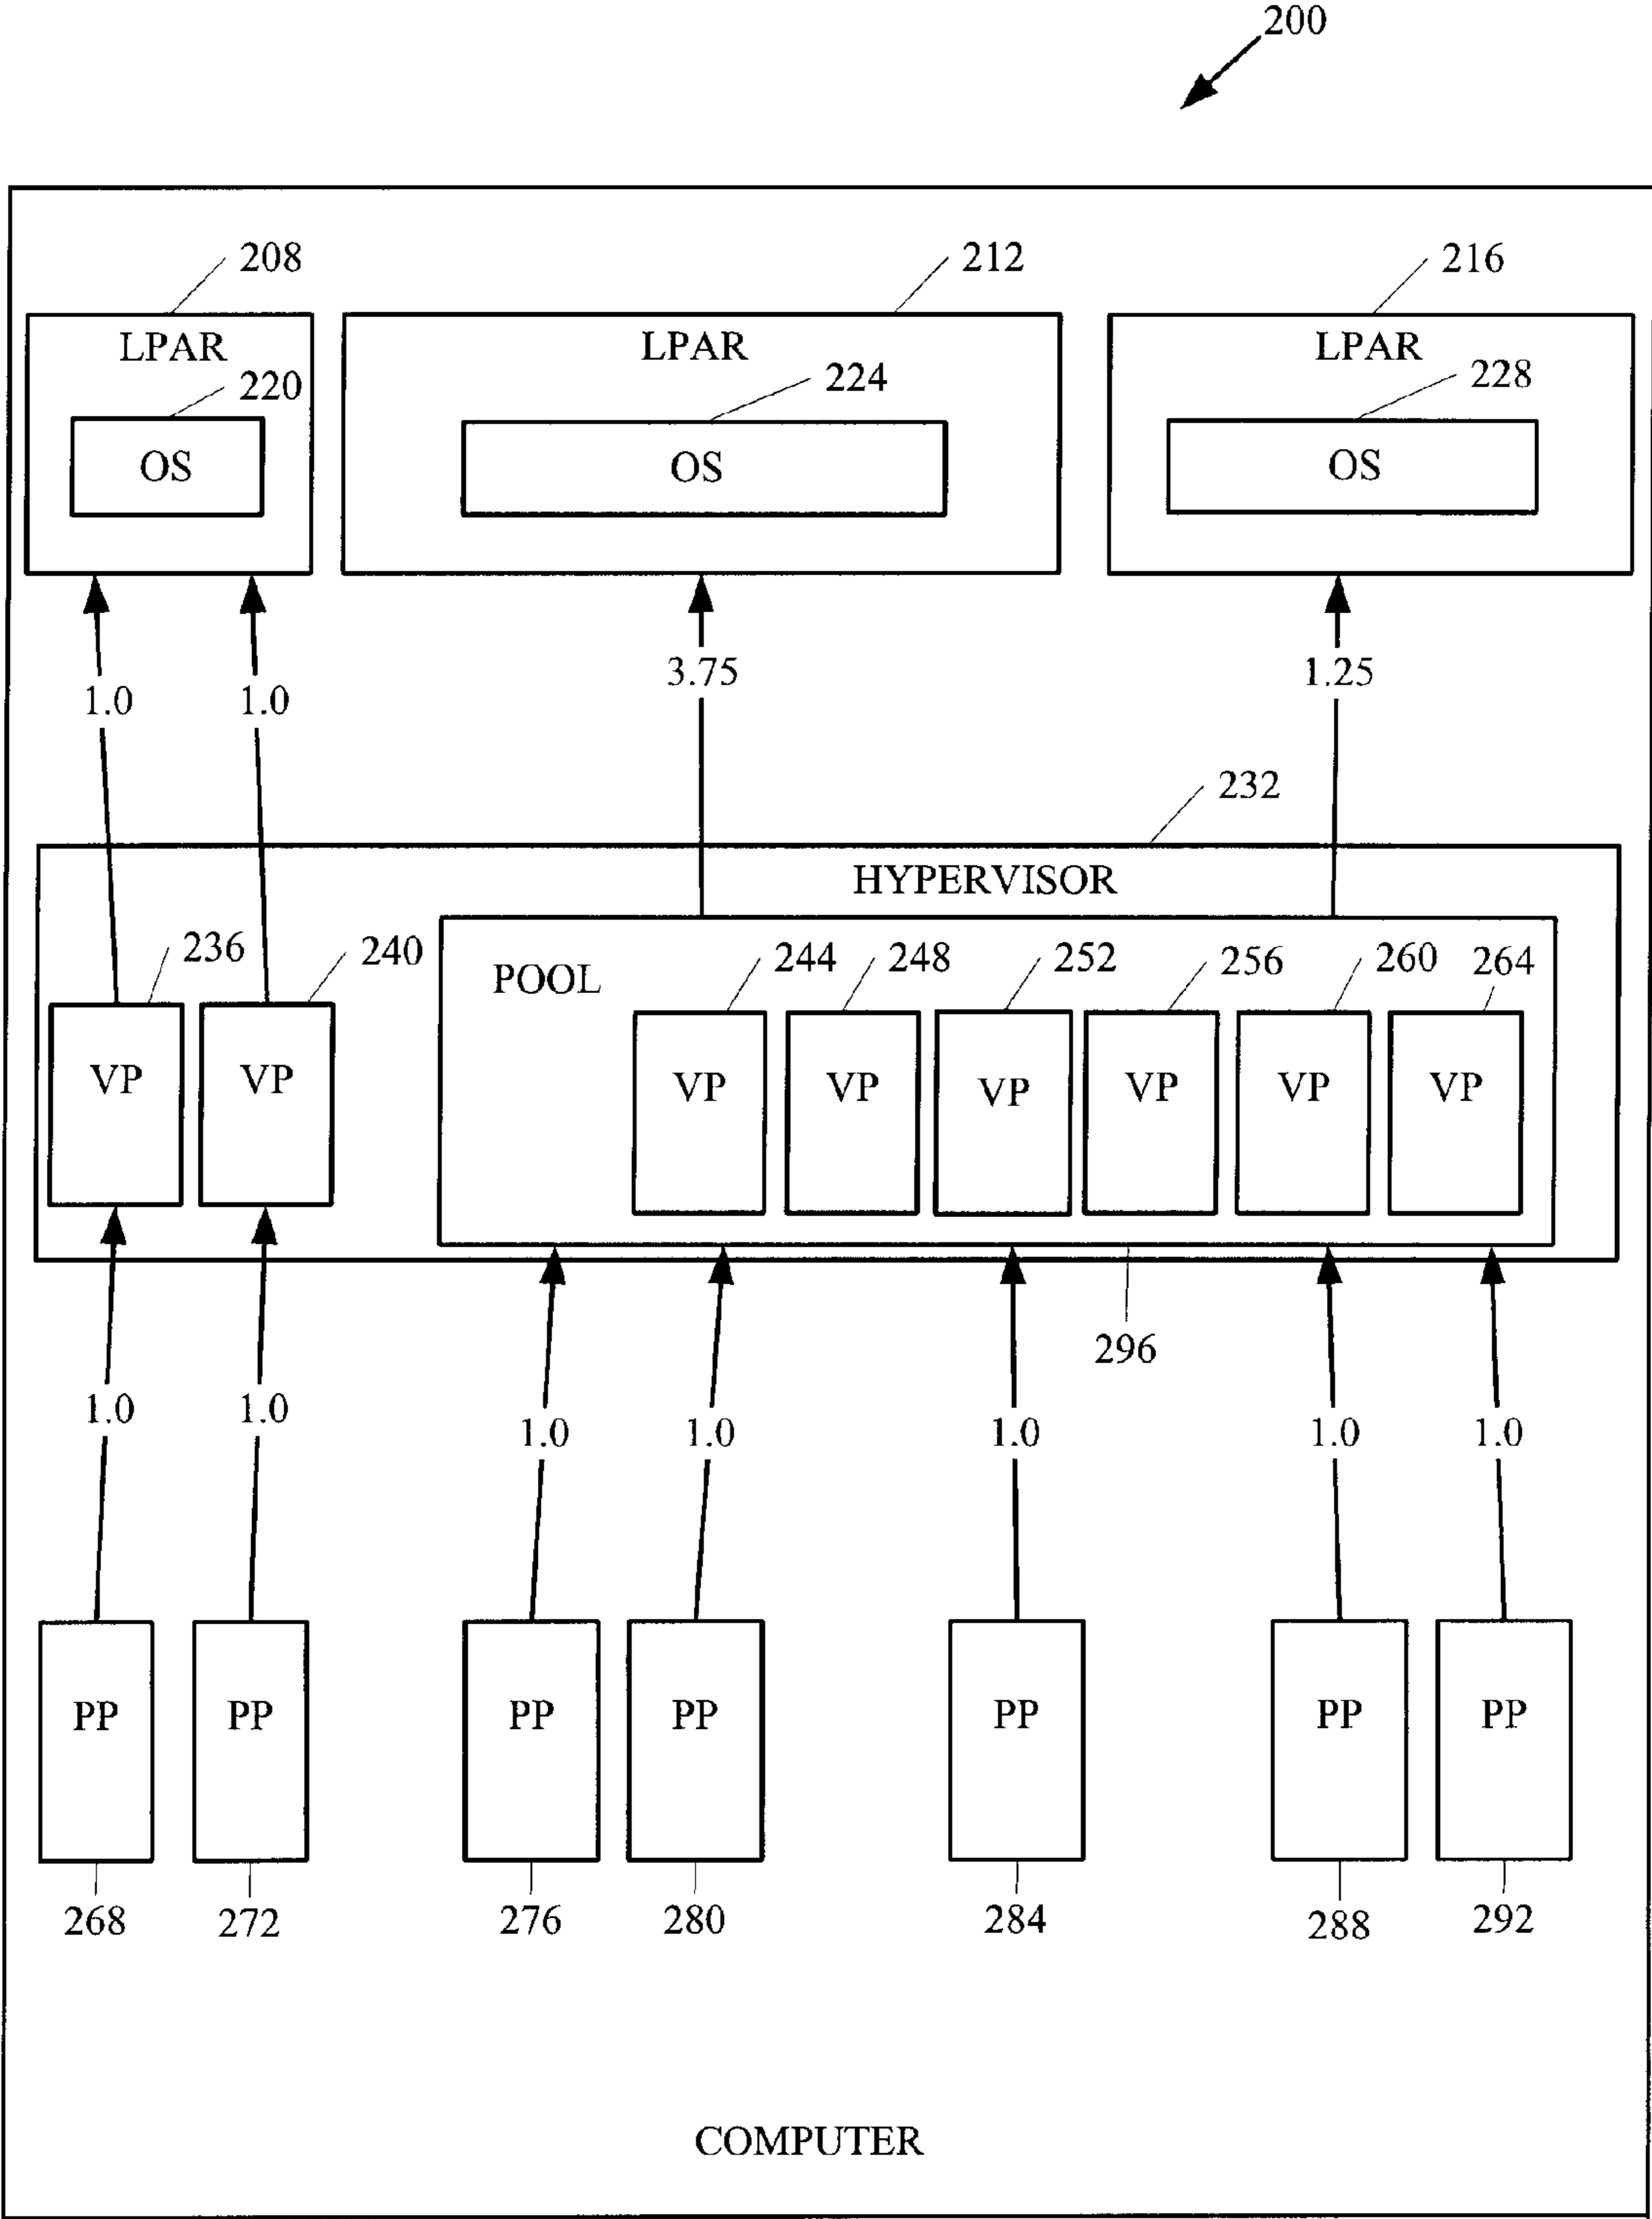 200
208
212
216
LPAR
LPAR
LPAR
220
224
228
OS
OS
OS
1.0
1.0
3.75
1.25
232
HYPERVISOR
236
240
POOL
244
248
252
256
260
264
VP
VP
VP
VP
VP
VP
VP
VP
296
1.0
1.0
1.0
1.0
1.0
1.0
1.0
PP
PP
PP
PP
PP
PP
PP
268
272
276
280
284
288
292
COMPUTER